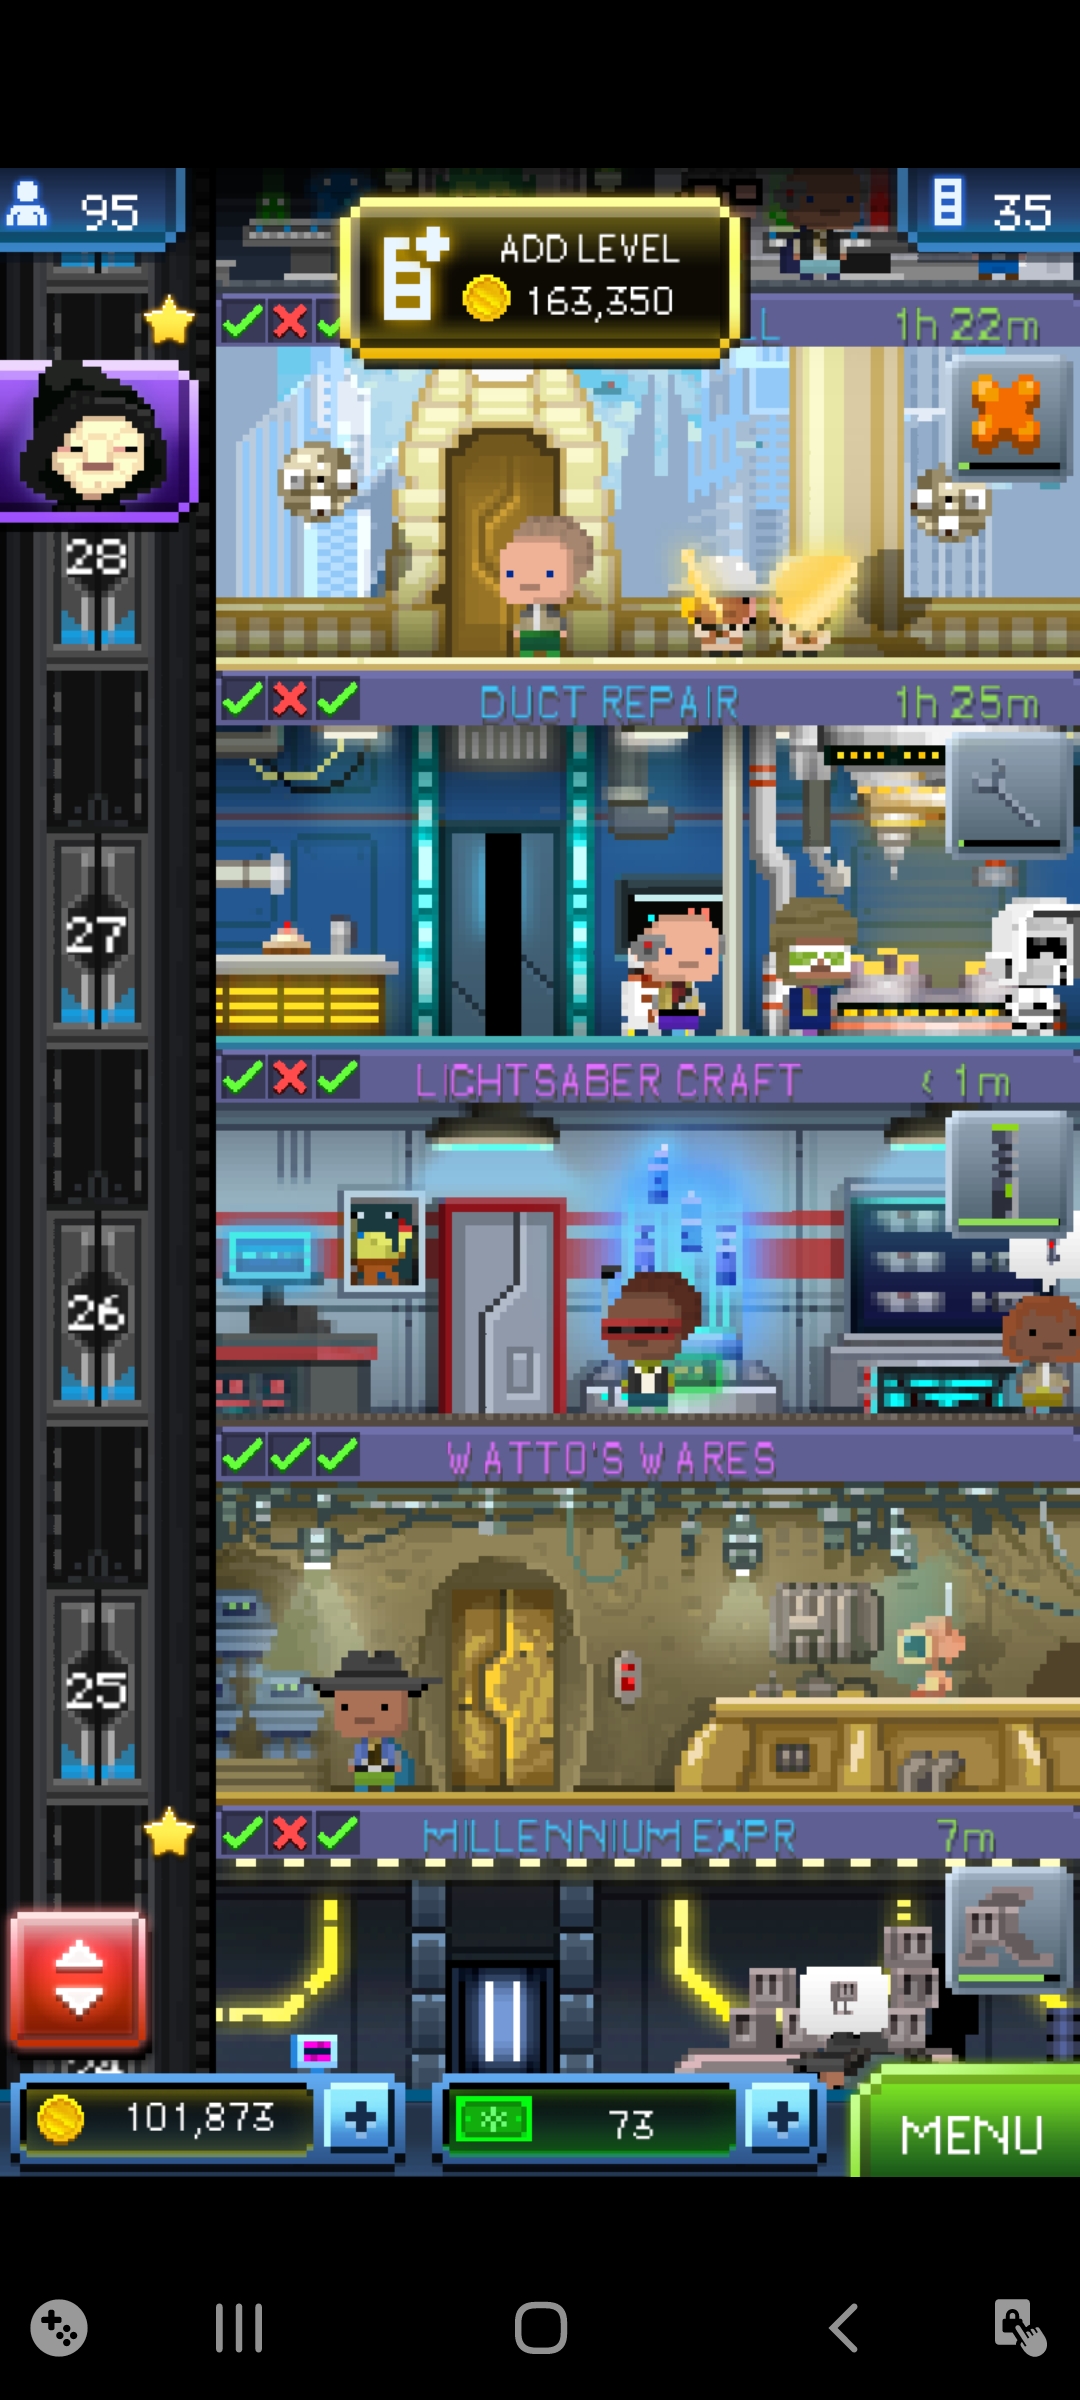 95
35
ADD LEVEL
163,350
L
1h 22m
28
DUCT REPAIR
1h 25m
27
LIGHTSABER CRAFT
< 1m
26
WATTO'S WARES
25
MILLENNIUM EXPR
7m
101,873
73
MENU